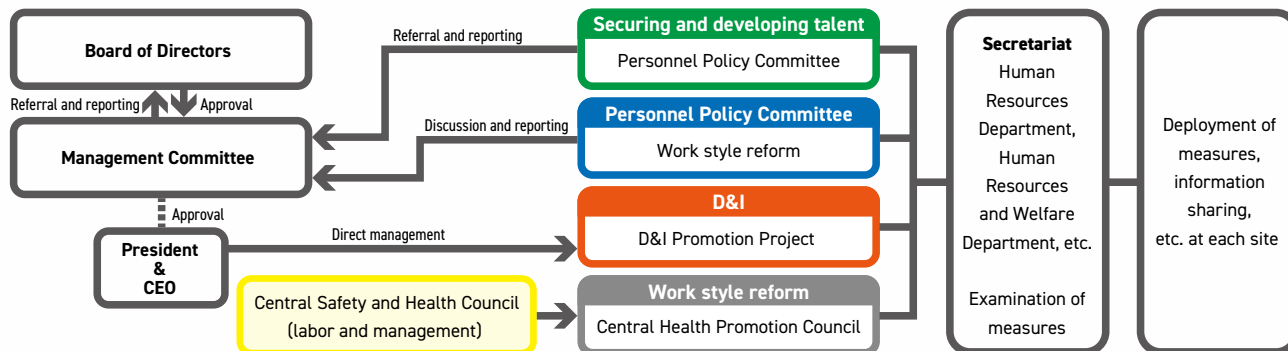 Board of Directors
Referral and reporting
Approval
Management Committee
Approval
President
&
CEO
Referral and reporting
Discussion and reporting
Direct management
Central Safety and Health Council
(labor and management)
Securing and developing talent
Personnel Policy Committee
Personnel Policy Committee
Work style reform
D&I
D&I Promotion Project
Work style reform
Central Health Promotion Council
Secretariat
Human
Resources
Department,
Human
Resources
and Welfare
Department, etc.
Examination of
measures
Deployment of
measures,
information
sharing,
etc. at each site